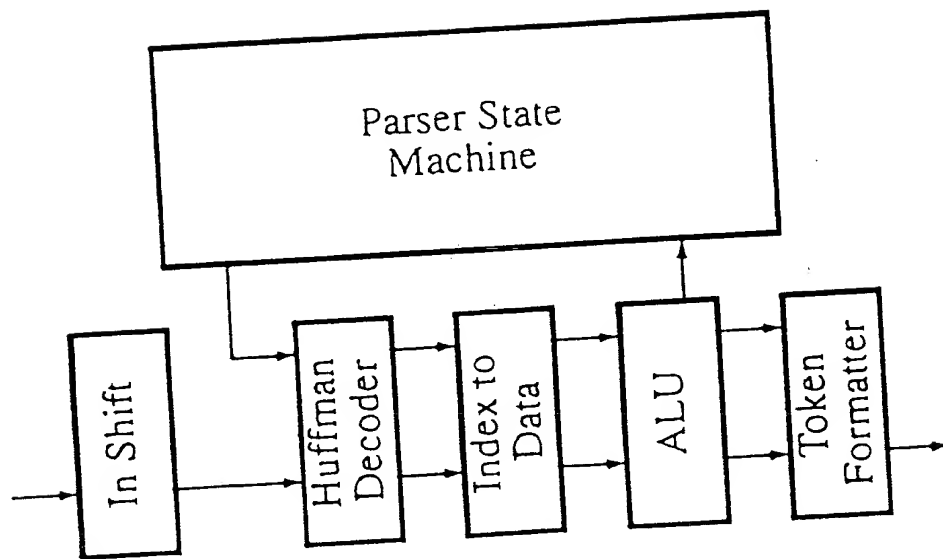 Parser State
Machine
In Shift
Huffman
Decoder
Index to
Data
ALU
Token
Formatter